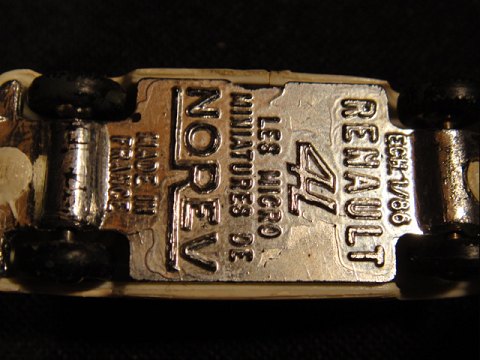 RENAULT
ECH-1/86
4L
LES MICRO
MINIATURES DE
NOREV
MADE IN
FRANCE